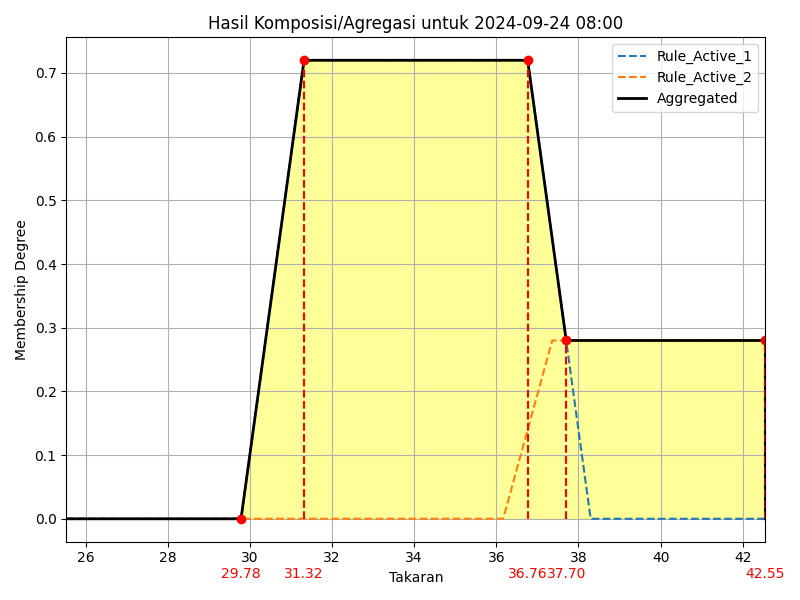 Hasil Komposisi/Agregasi untuk 2024-09-24 08:00
Rule_Active_1
Rule_Active_2
Aggregated
Membership Degree
0.7
0.6
0.5
0.4
0.3
0.2
0.1
0.0
26 28 30 32 34 36 38 40 42
29.78 31.32 36.76 37.70 42.55
Takaran